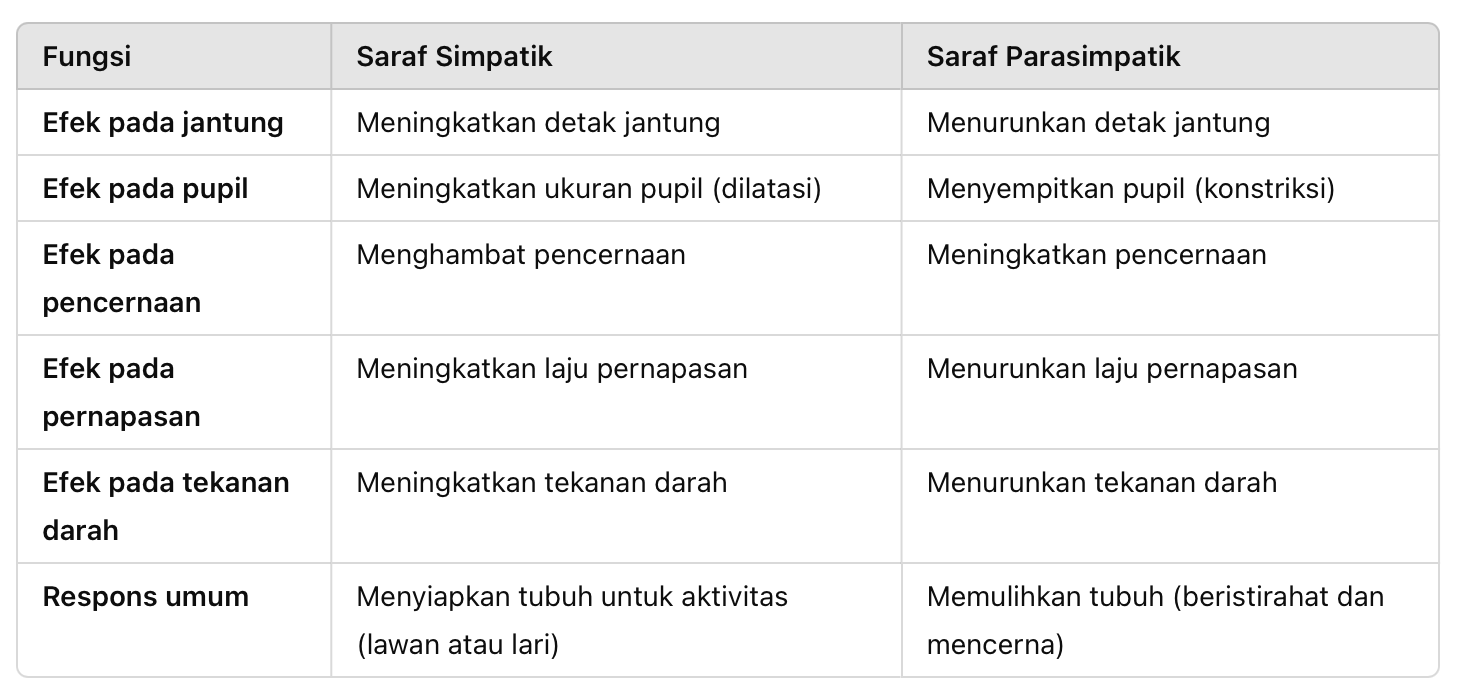 Fungsi Saraf Simpatik Saraf Parasimpatik
Efek pada jantung Meningkatkan detak jantung Menurunkan detak jantung
Efek pada pupil Meningkatkan ukuran pupil (dilatasi) Menyempitkan pupil (konstriksi)
Efek pada
pencernaan
Menghambat pencernaan Meningkatkan pencernaan
Efek pada
pernapasan
Meningkatkan laju pernapasan Menurunkan laju pernapasan
Efek pada tekanan
darah
Meningkatkan tekanan darah Menurunkan tekanan darah
Respons umum
Menyiapkan tubuh untuk aktivitas
(lawan atau lari)
Memulihkan tubuh (beristirahat dan
mencerna)